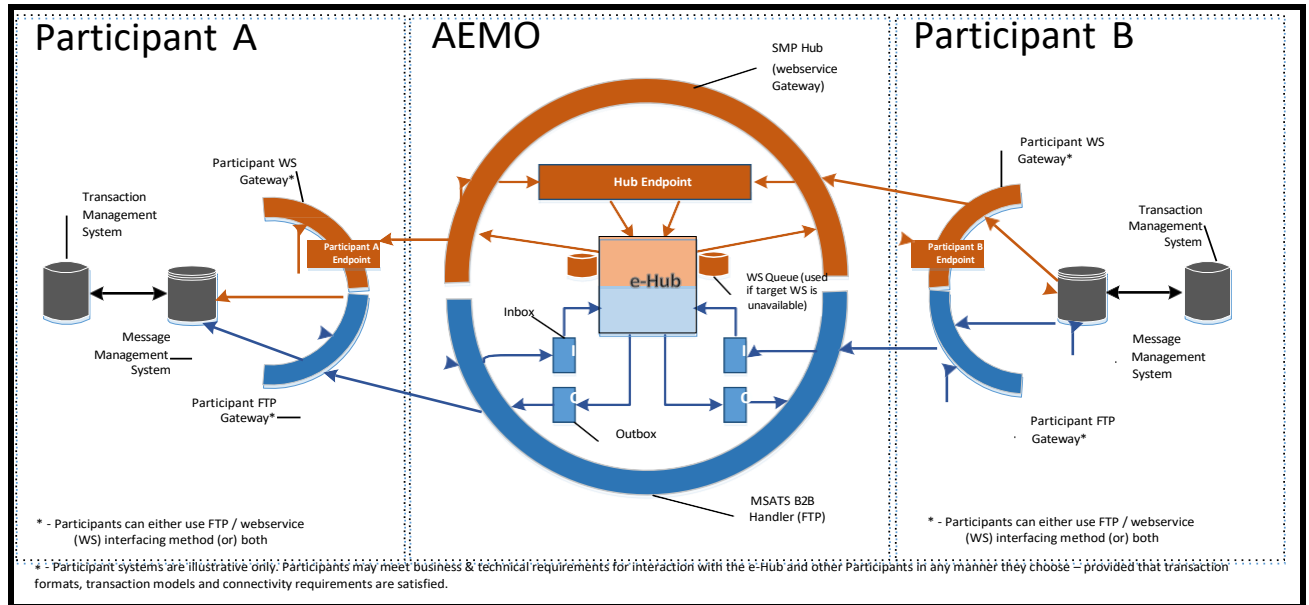 Participant A
AEMO
Participant B
SMP Hub
(webservice
Gateway)
Participant WS
Gateway*
Transaction
Management
System
Participant A
Endpoint
Message
Management
System
Participant FTP
Gateway*
Hub Endpoint
e-Hub
WS Queue (used
if target WS is
unavailable)
Inbox
I
I
O
O
Outbox
MSATS B2B
Handler (FTP)
Participant WS
Gateway*
Transaction
Management
System
Participant B
Endpoint
Message
Management
System
Participant FTP
Gateway*
* - Participants can either use FTP / webservice
(WS) interfacing method (or) both
* - Participants can either use FTP / webservice
(WS) interfacing method (or) both
* - Participant systems are illustrative only. Participants may meet business & technical requirements for interaction with the e-Hub and other Participants in any manner they choose – provided that transaction
formats, transaction models and connectivity requirements are satisfied.